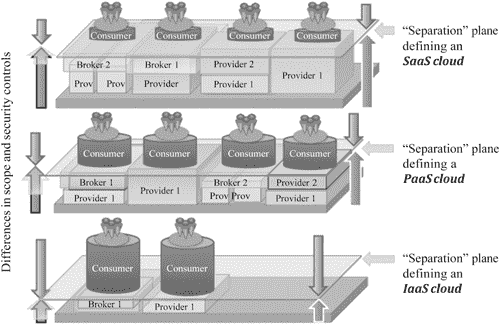 Differences in scope and security controls
Consumer Consumer Consumer Consumer
Broker 2 Broker 1 Provider 2 Provider 1
Prov Prov Provider Provider 1
"Separation" plane
defining an
SaaS cloud
Consumer Consumer Consumer Consumer
Broker 1 Provider 1 Broker 2 Provider 2
Provider 1 Prov Prov Provider 1
"Separation" plane
defining a
PaaS cloud
Consumer Consumer
Broker 1 Provider 1
"Separation" plane
defining an
IaaS cloud